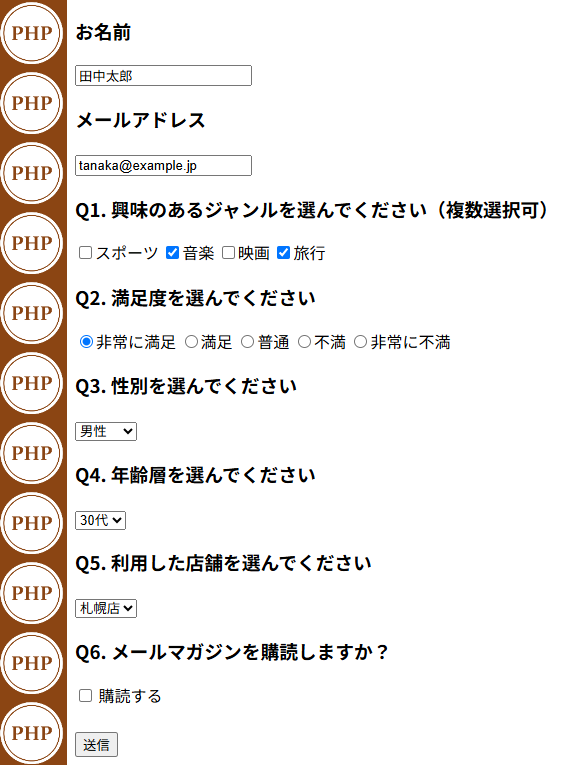 PHP
PHP
PHP
PHP
PHP
PHP
PHP
PHP
PHP
PHP
PHP
お名前
田中太郎
メールアドレス
tanaka@example.jp
Q1. 興味のあるジャンルを選んでください（複数選択可）
スポーツ 音楽 映画 旅行
Q2. 満足度を選んでください
非常に満足 満足 普通 不満 非常に不満
Q3. 性別を選んでください
男性
Q4. 年齢層を選んでください
30代
Q5. 利用した店舗を選んでください
札幌店
Q6. メールマガジンを購読しますか？
購読する
送信